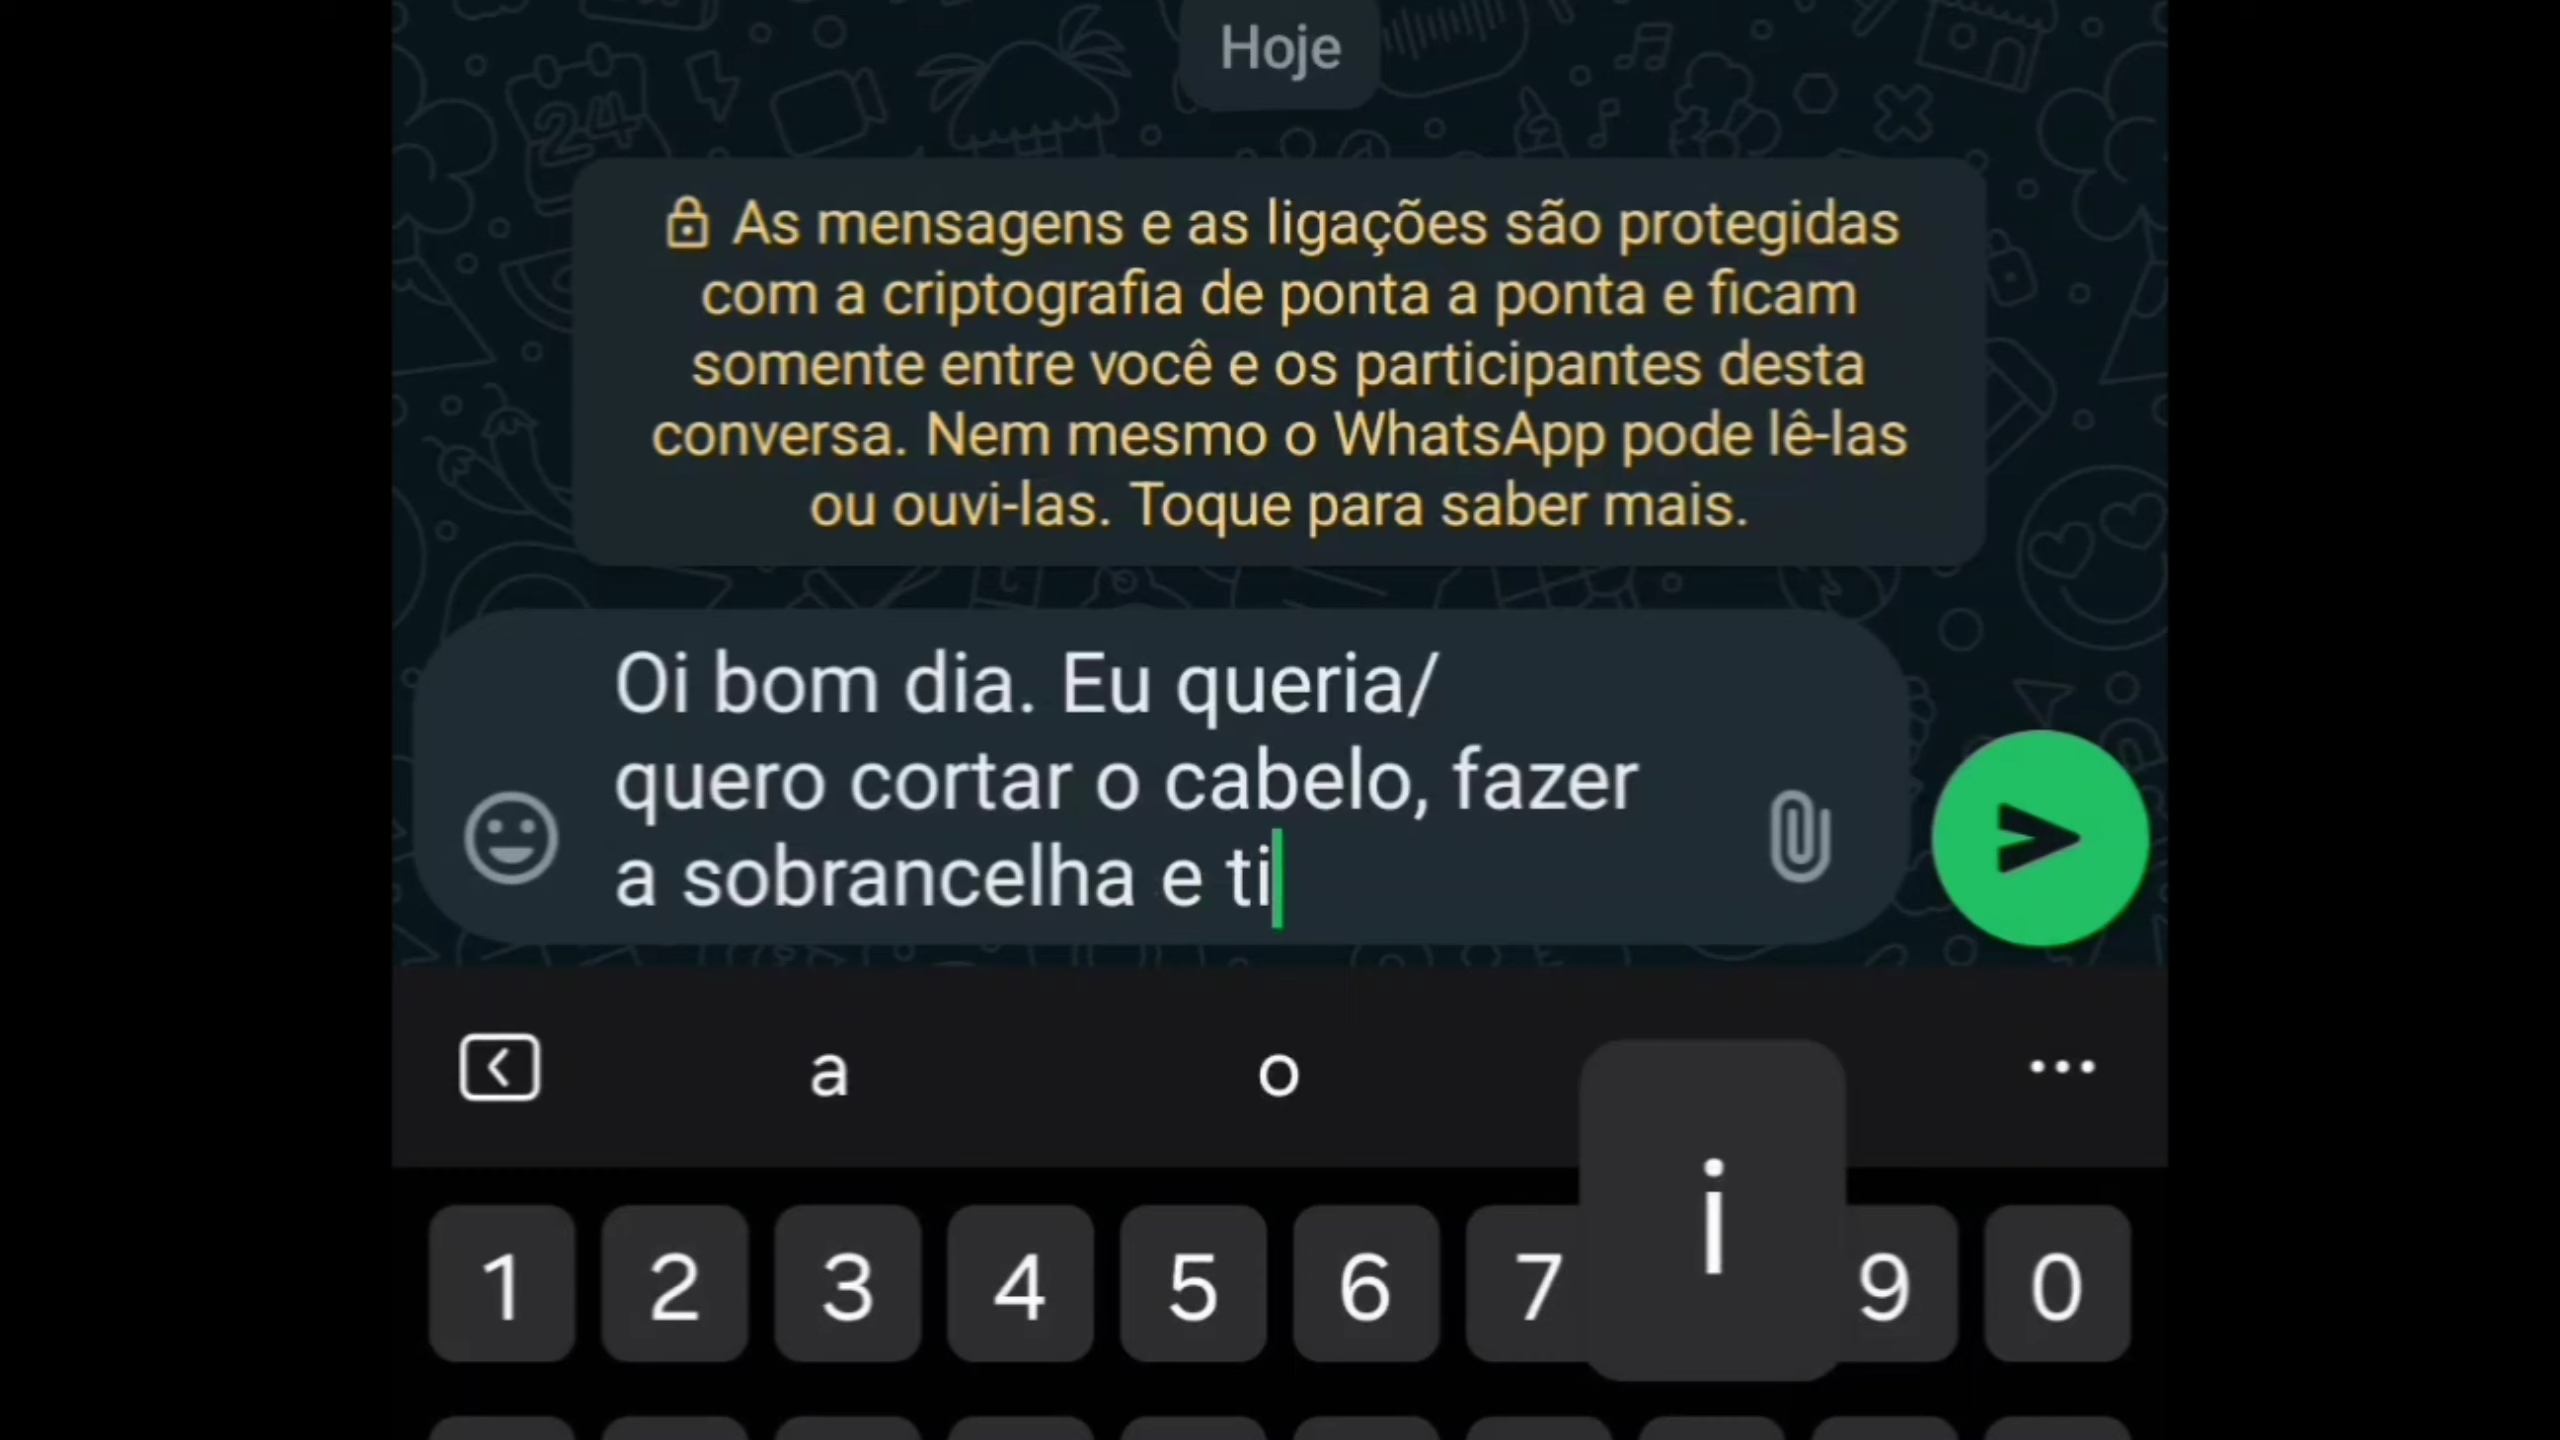 Hoje
As mensagens e as ligações são protegidas
com a criptografia de ponta a ponta e ficam
somente entre você e os participantes desta
conversa. Nem mesmo o WhatsApp pode lê-las
ou ouvi-las. Toque para saber mais.
Oi bom dia. Eu queria/
quero cortar o cabelo, fazer
a sobrancelha e ti
a o
i
1 2 3 4 5 6 7 9 0